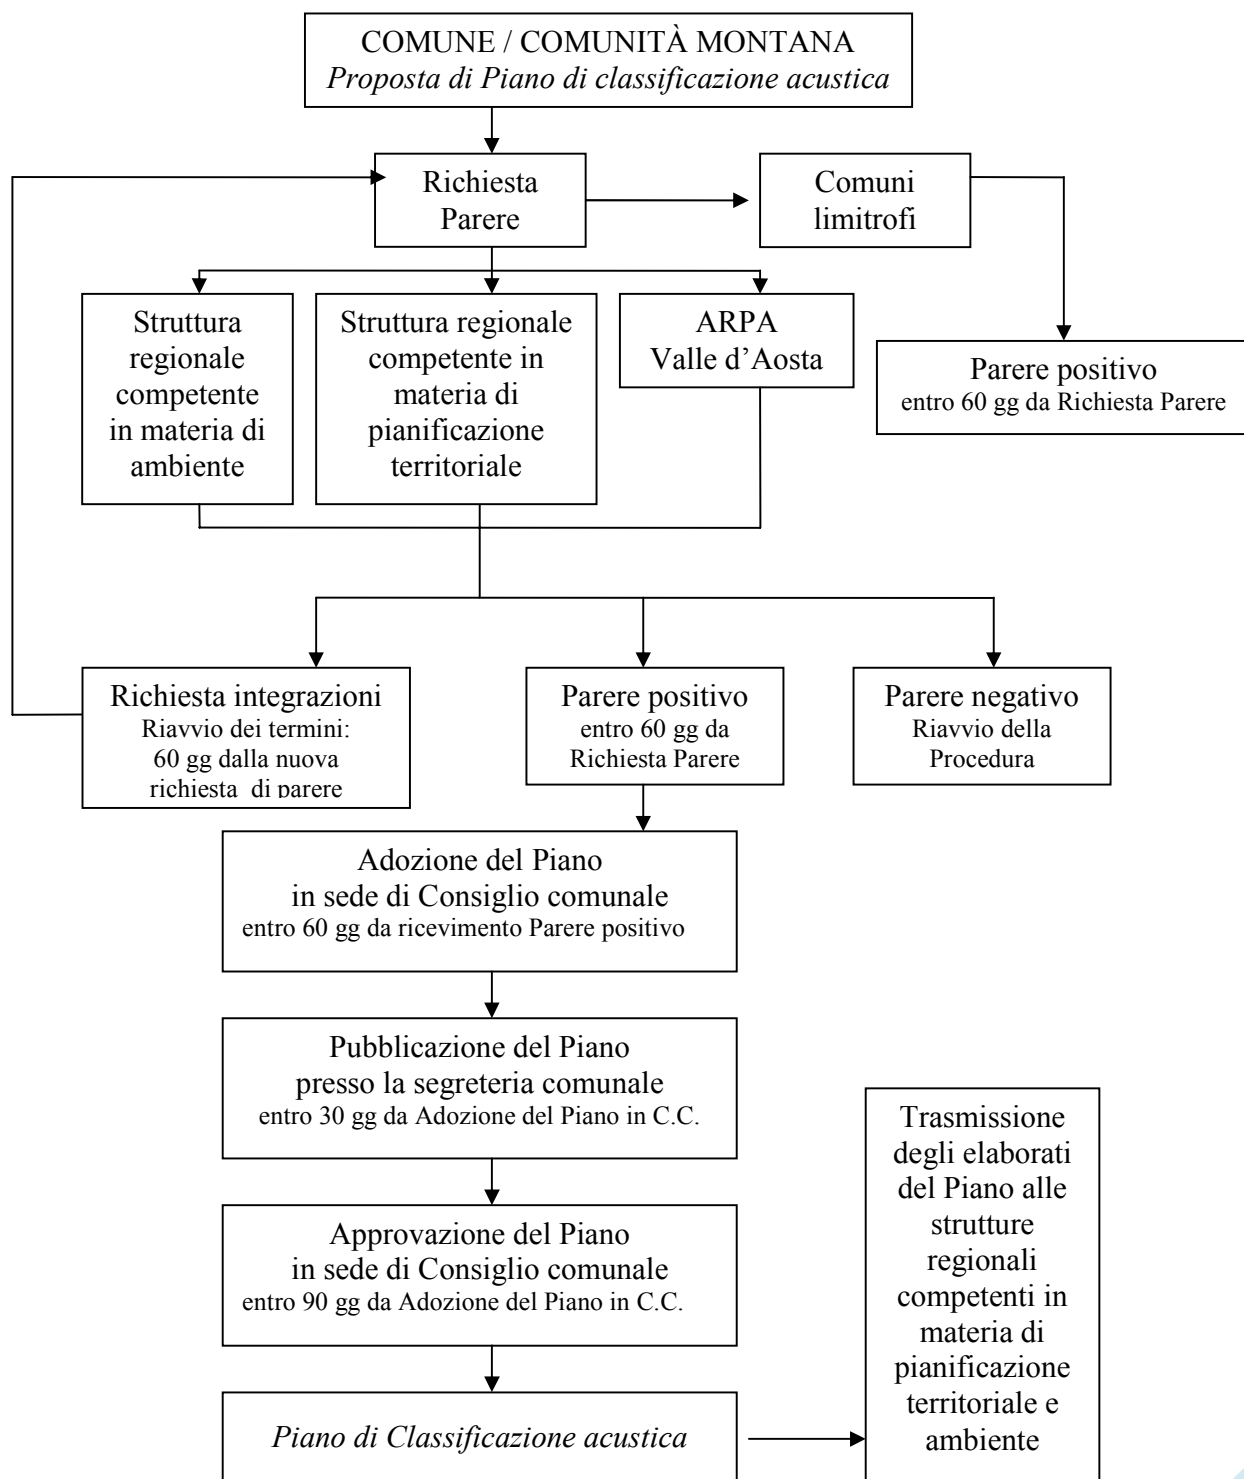 COMUNE / COMUNITÀ MONTANA
Proposta di Piano di classificazione acustica
Richiesta
Parere
Comuni
limitrofi
Struttura
regionale
competente
in materia di
ambiente
Struttura regionale
competente in
materia di
pianificazione
territoriale
ARPA
Valle d’Aosta
Parere positivo
entro 60 gg da Richiesta Parere
Richiesta integrazioni
Riavvio dei termini:
60 gg dalla nuova
richiesta di parere
Parere positivo
entro 60 gg da
Richiesta Parere
Parere negativo
Riavvio della
Procedura
Adozione del Piano
in sede di Consiglio comunale
entro 60 gg da ricevimento Parere positivo
Pubblicazione del Piano
presso la segreteria comunale
entro 30 gg da Adozione del Piano in C.C.
Approvazione del Piano
in sede di Consiglio comunale
entro 90 gg da Adozione del Piano in C.C.
Piano di Classificazione acustica
Trasmissione
degli elaborati
del Piano alle
strutture
regionali
competenti in
materia di
pianificazione
territoriale e
ambiente